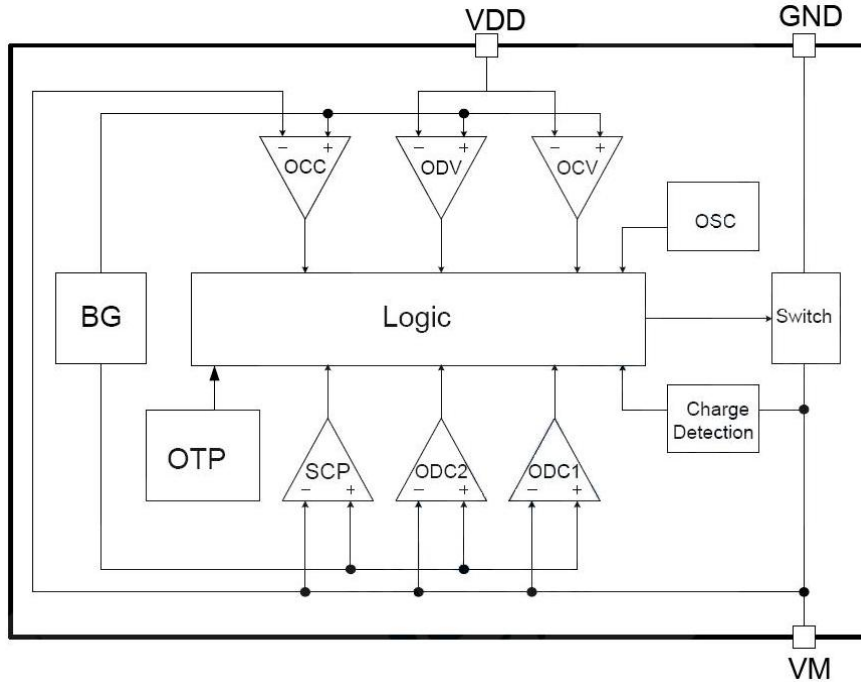 VDD
GND
− +
− +
− +
OCC
ODV
OCV
OSC
BG
Logic
Switch
Charge
Detection
OTP
SCP
ODC2
ODC1
− +
− +
− +
VM